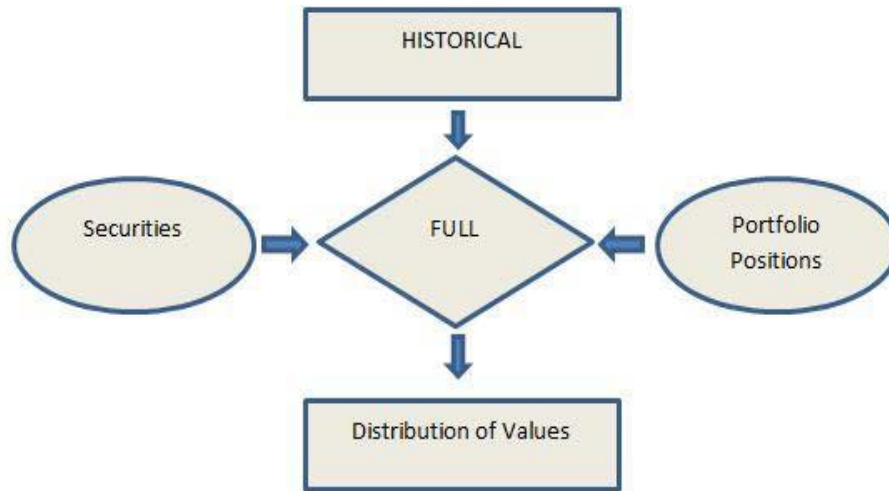 HISTORICAL
Securities
FULL
Portfolio
Positions
Distribution of Values